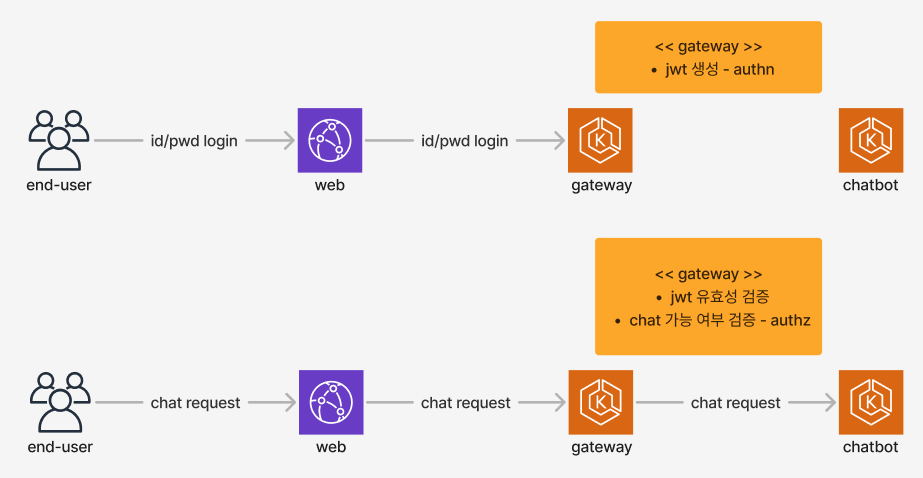 << gateway >>
• jwt 생성 - authn
id/pwd login
id/pwd login
end-user
web
gateway
chatbot
<< gateway >>
• jwt 유효성 검증
• chat 가능 여부 검증 - authz
chat request
chat request
chat request
end-user
web
gateway
chatbot